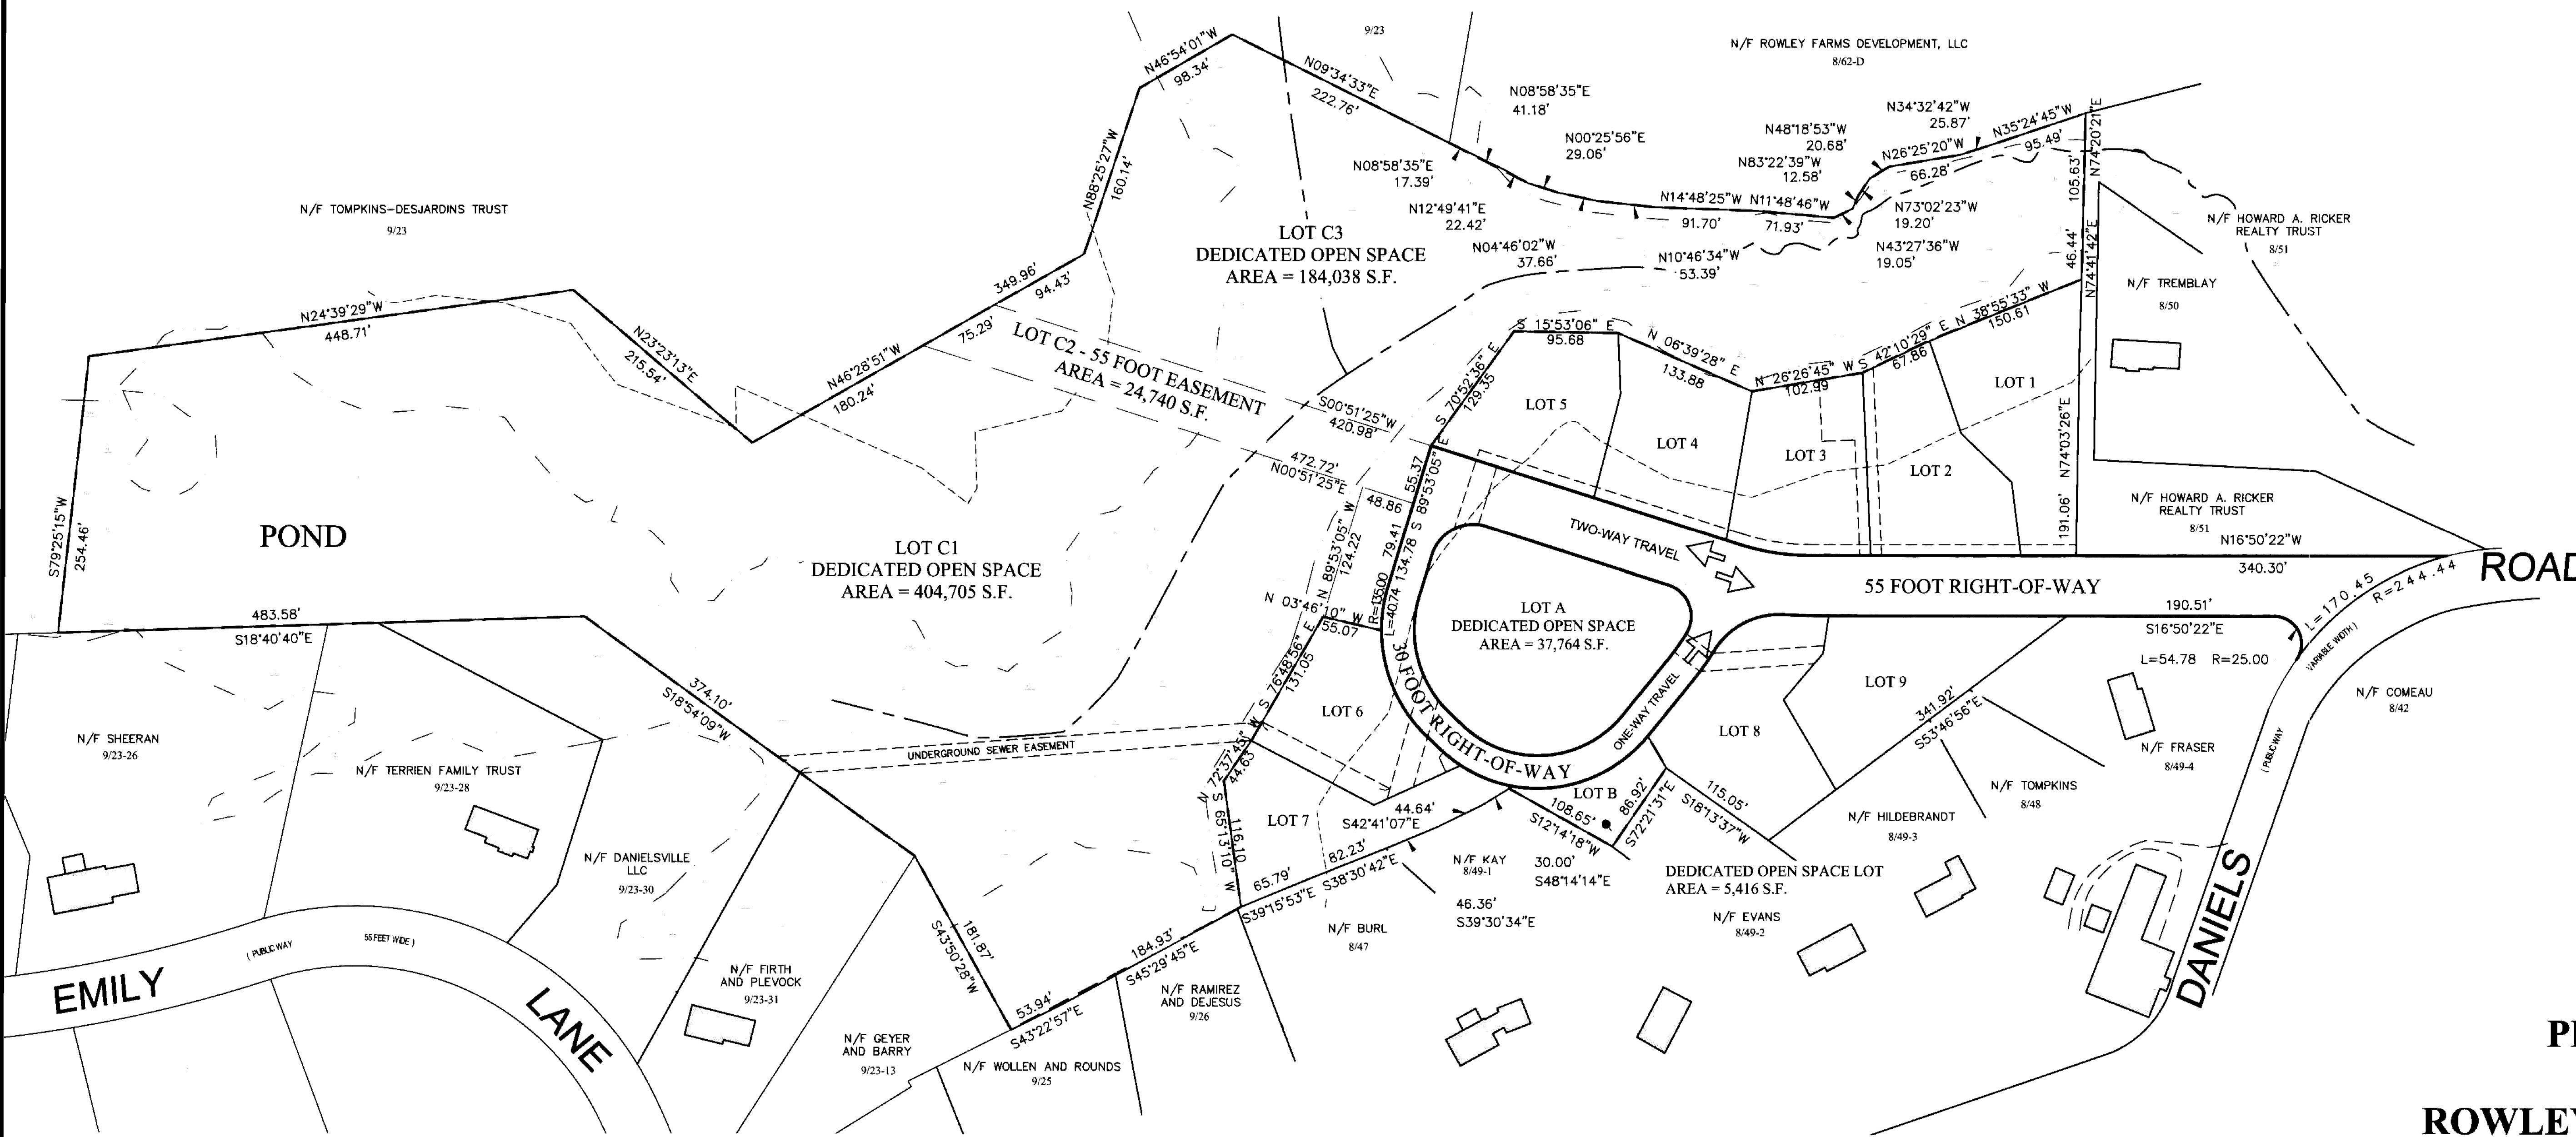 N/F TOMPKINS-DESJARDINS TRUST
9/23
N24°39'29"W
448.71'
N23°23'13"E
215.54'
N46°28'51"W
180.24'
75.29'
349.96'
94.43'
N88°25'27"W
160.14'
N46°54'01"W
98.34'
N09°34'33"E
222.76'
9/23
N/F ROWLEY FARMS DEVELOPMENT, LLC
8/62-D
N08°58'35"E
41.18'
N00°25'56"E
29.06'
N08°58'35"E
17.39'
N12°49'41"E
22.42'
N04°46'02"W
37.66'
N14°48'25"W
91.70'
N10°46'34"W
53.39'
N11°48'46"W
71.93'
N48°18'53"W
20.68'
N83°22'39"W
12.58'
N34°32'42"W
25.87'
N26°25'20"W
66.28'
N35°24'45"W
95.49'
N73°02'23"W
19.20'
N43°27'36"W
19.05'
N74°20'21"E
105.63'
46.44'
N74°41'42"E
N/F HOWARD A. RICKER
REALTY TRUST
8/51
N/F TREMBLAY
8/50
LOT C3
DEDICATED OPEN SPACE
AREA = 184,038 S.F.
LOT C2 - 55 FOOT EASEMENT
AREA = 24,740 S.F.
S00°51'25"W
420.98'
472.72'
N00°51'25"E
S 70°52'36" E
129.35
S 15°53'06" E
95.68
N 06°39'28" E
133.88
N 26°26'45" W
102.99
S 42°10'29" E
67.86
N 38°55'33" W
150.61
LOT 5
LOT 4
LOT 3
LOT 2
LOT 1
N74°03'26"E
191.06'
N/F HOWARD A. RICKER
REALTY TRUST
8/51
N16°50'22"W
340.30'
S79°25'15"W
254.46'
POND
LOT C1
DEDICATED OPEN SPACE
AREA = 404,705 S.F.
48.86
55.37
S 89°53'05" E
79.41
134.78
N 89°53'05" W
124.22
R=135.00
L=40.74
N 03°46'10" W
55.07
TWO-WAY TRAVEL
55 FOOT RIGHT-OF-WAY
ROAD
190.51'
S16°50'22"E
L=54.78 R=25.00
L=170.45
R=244.44
( VARIABLE WIDTH )
LOT A
DEDICATED OPEN SPACE
AREA = 37,764 S.F.
30 FOOT RIGHT-OF-WAY
ONE-WAY TRAVEL
483.58'
S18°40'40"E
374.10'
S18°54'09"W
UNDERGROUND SEWER EASEMENT
S 76°48'56" E
131.05
N 72°37'45" W
44.63
S 65°13'10" W
116.10
LOT 6
LOT 7
LOT 8
LOT 9
LOT B
341.92'
S53°46'56"E
115.05'
S18°13'37"W
86.92'
S72°21'31"E
108.65'
S12°14'18"W
44.64'
S42°41'07"E
82.23'
S38°30'42"E
65.79'
S39°15'53"E
30.00'
S48°14'14"E
46.36'
S39°30'34"E
DEDICATED OPEN SPACE LOT
AREA = 5,416 S.F.
N/F COMEAU
8/42
N/F FRASER
8/49-4
N/F TOMPKINS
8/48
N/F HILDEBRANDT
8/49-3
N/F EVANS
8/49-2
N/F KAY
8/49-1
N/F BURL
8/47
( PUBLIC WAY
DANIELS
N/F SHEERAN
9/23-26
N/F TERRIEN FAMILY TRUST
9/23-28
N/F DANIELSVILLE
LLC
9/23-30
N/F FIRTH
AND PLEVOCK
9/23-31
N/F GEYER
AND BARRY
9/23-13
N/F WOLLEN AND ROUNDS
9/25
N/F RAMIREZ
AND DEJESUS
9/26
181.87'
S43°50'28"W
53.94'
S43°22'57"E
184.93'
S45°29'45"E
EMILY
( PUBLIC WAY
55 FEET WIDE )
LANE
ROWLEY